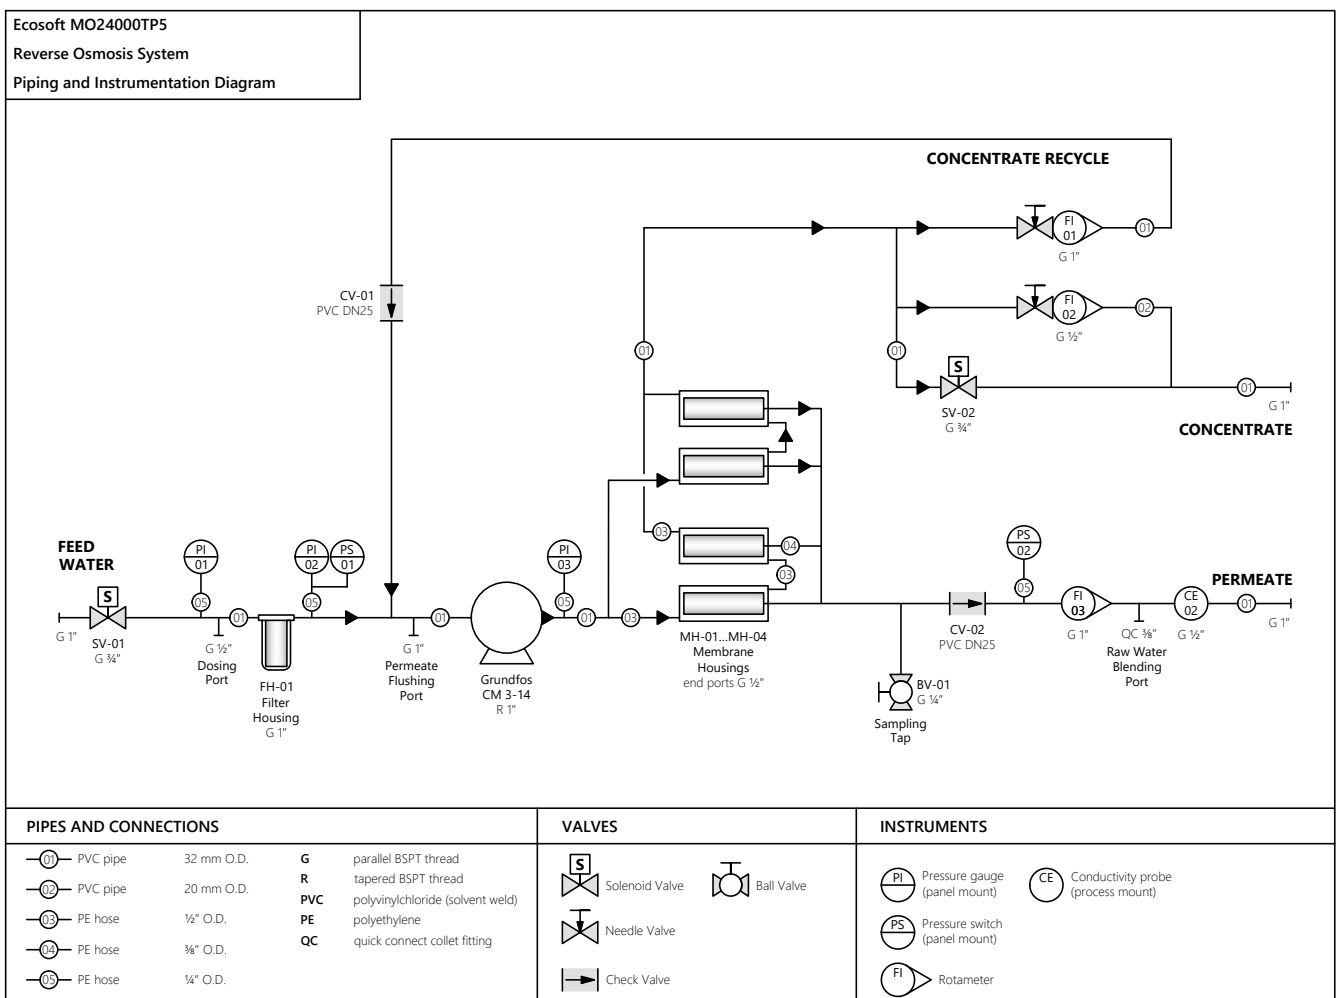 Ecosoft MO24000TP5
Reverse Osmosis System
Piping and Instrumentation Diagram
CONCENTRATE RECYCLE
FI
01
01
G 1"
CV-01
PVC DN25
FI
02
02
G ½"
01
01
S
SV-02
G ¾"
01
G 1"
CONCENTRATE
FEED
WATER
G 1"
S
SV-01
G ¾"
PI
01
05
G ½"
Dosing
Port
01
FH-01
Filter
Housing
G 1"
PI
02
PS
01
05
G 1"
Permeate
Flushing
Port
01
Grundfos
CM 3-14
R 1"
PI
03
05
01
03
03
04
03
MH-01...MH-04
Membrane
Housings
end ports G ½"
BV-01
G ¼"
Sampling
Tap
CV-02
PVC DN25
PS
02
05
FI
03
G 1"
QC ⅜"
Raw Water
Blending
Port
CE
02
G ½"
PERMEATE
01
G 1"
PIPES AND CONNECTIONS
01 PVC pipe 32 mm O.D.
02 PVC pipe 20 mm O.D.
03 PE hose ½" O.D.
04 PE hose ⅜" O.D.
05 PE hose ¼" O.D.
G parallel BSPT thread
R tapered BSPT thread
PVC polyvinylchloride (solvent weld)
PE polyethylene
QC quick connect collet fitting
VALVES
S
Solenoid Valve
Ball Valve
Needle Valve
Check Valve
INSTRUMENTS
PI
Pressure gauge
(panel mount)
CE
Conductivity probe
(process mount)
PS
Pressure switch
(panel mount)
FI
Rotameter